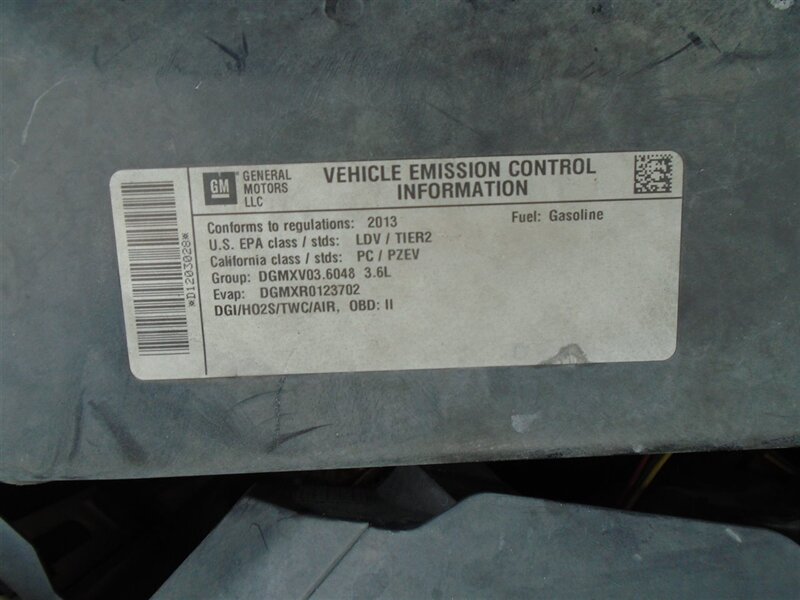 GM
GENERAL
MOTORS
LLC
VEHICLE EMISSION CONTROL
INFORMATION
Conforms to regulations: 2013
Fuel: Gasoline
U.S. EPA class / stds: LDV / TIER2
California class / stds: PC / PZEV
Group: DGMXV03.6048 3.6L
Evap: DGMXR0123702
DGI/HO2S/TWC/AIR, OBD: II
*D1203028*